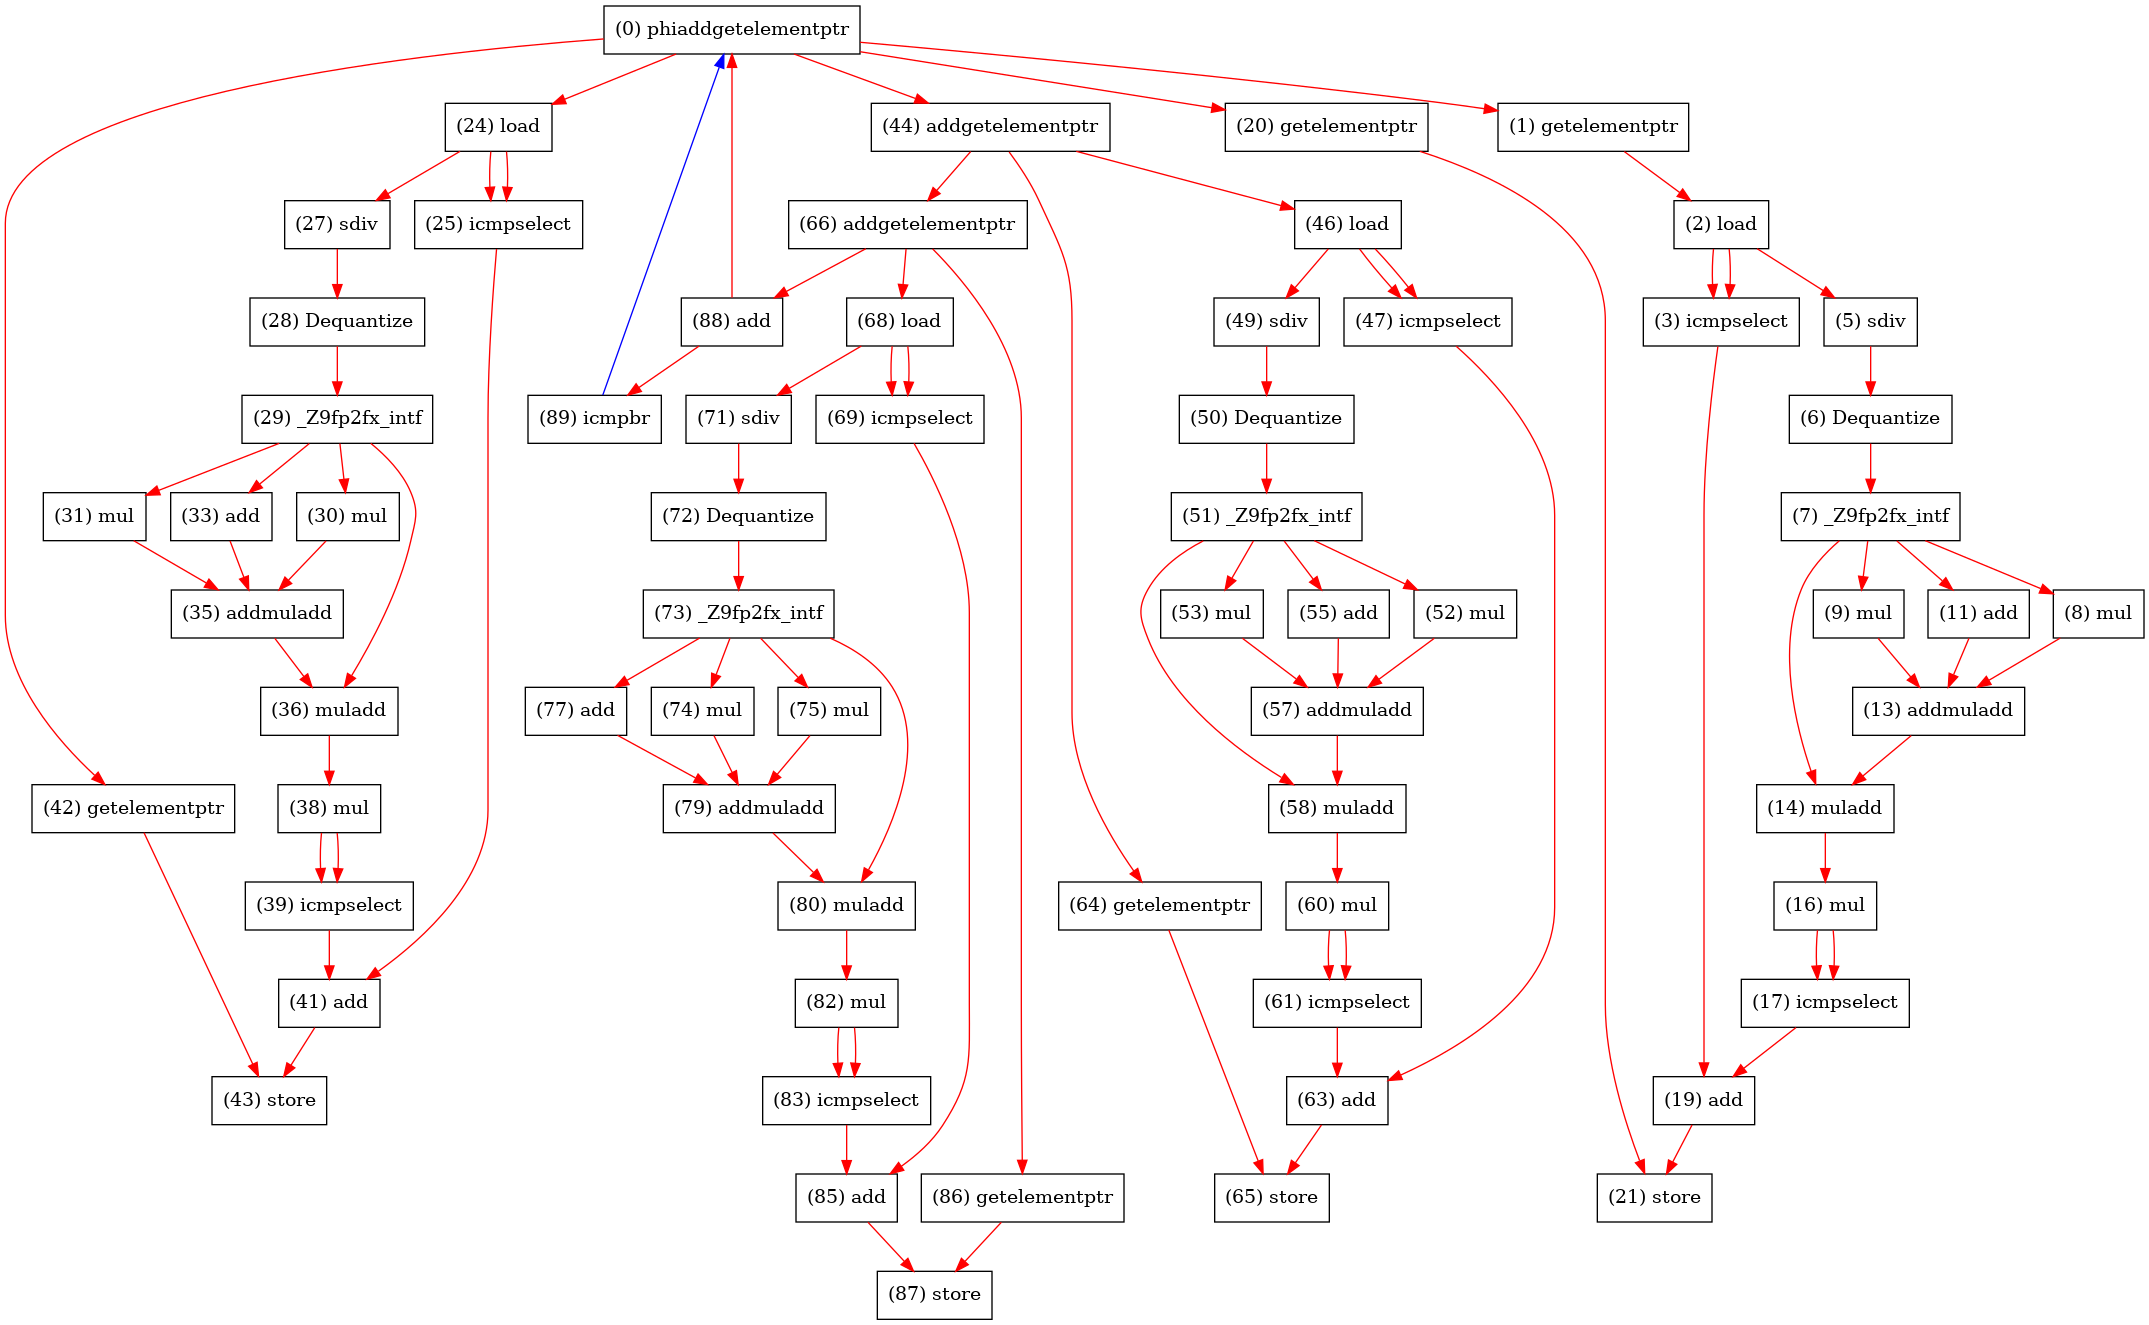 (0) phiaddgetelementptr
(24) load
(44) addgetelementptr
(20) getelementptr
(1) getelementptr
(27) sdiv
(25) icmpselect
(66) addgetelementptr
(46) load
(2) load
(28) Dequantize
(88) add
(68) load
(49) sdiv
(47) icmpselect
(3) icmpselect
(5) sdiv
(29) _Z9fp2fx_intf
(89) icmpbr
(71) sdiv
(69) icmpselect
(50) Dequantize
(6) Dequantize
(31) mul
(33) add
(30) mul
(72) Dequantize
(51) _Z9fp2fx_intf
(7) _Z9fp2fx_intf
(35) addmuladd
(73) _Z9fp2fx_intf
(53) mul
(55) add
(52) mul
(9) mul
(11) add
(8) mul
(36) muladd
(77) add
(74) mul
(75) mul
(57) addmuladd
(13) addmuladd
(42) getelementptr
(38) mul
(79) addmuladd
(58) muladd
(14) muladd
(39) icmpselect
(80) muladd
(64) getelementptr
(60) mul
(16) mul
(41) add
(82) mul
(61) icmpselect
(17) icmpselect
(43) store
(83) icmpselect
(63) add
(19) add
(85) add
(86) getelementptr
(65) store
(21) store
(87) store